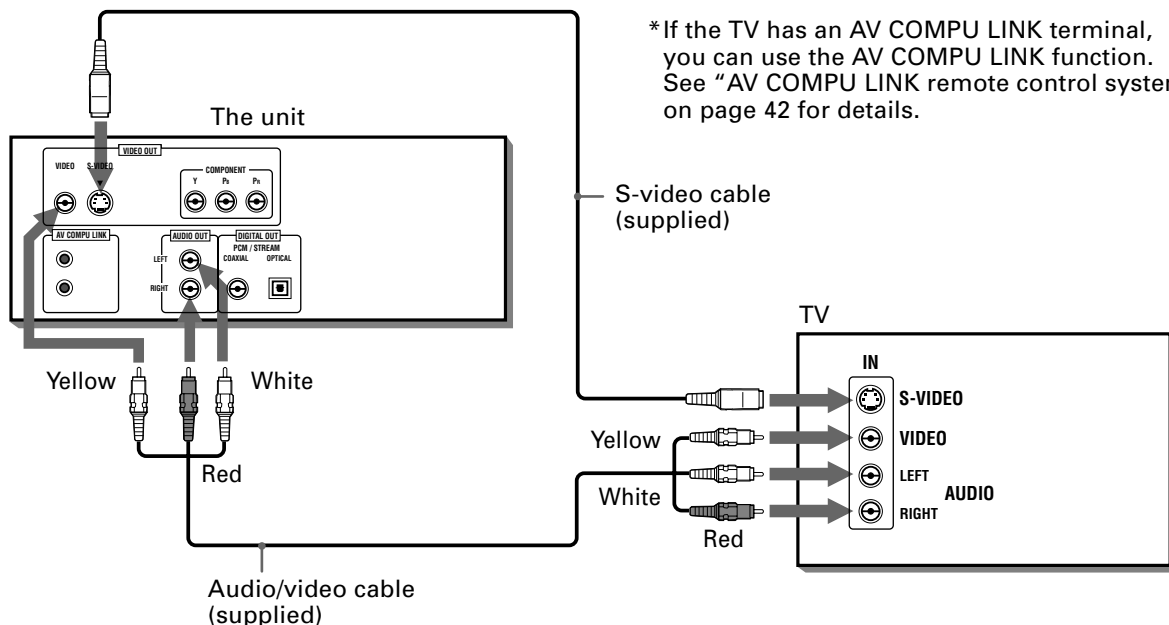 *If the TV has an AV COMPU LINK terminal,
you can use the AV COMPU LINK function.
See “AV COMPU LINK remote control system
on page 42 for details.
The unit
VIDEO OUT
VIDEO S-VIDEO
COMPONENT
Y PB PR
S-video cable
(supplied)
AV COMPU LINK
AUDIO OUT
DIGITAL OUT
PCM / STREAM
COAXIAL OPTICAL
LEFT
RIGHT
TV
Yellow
White
Red
IN
S-VIDEO
Yellow
VIDEO
LEFT
White
AUDIO
RIGHT
Red
Audio/video cable
(supplied)